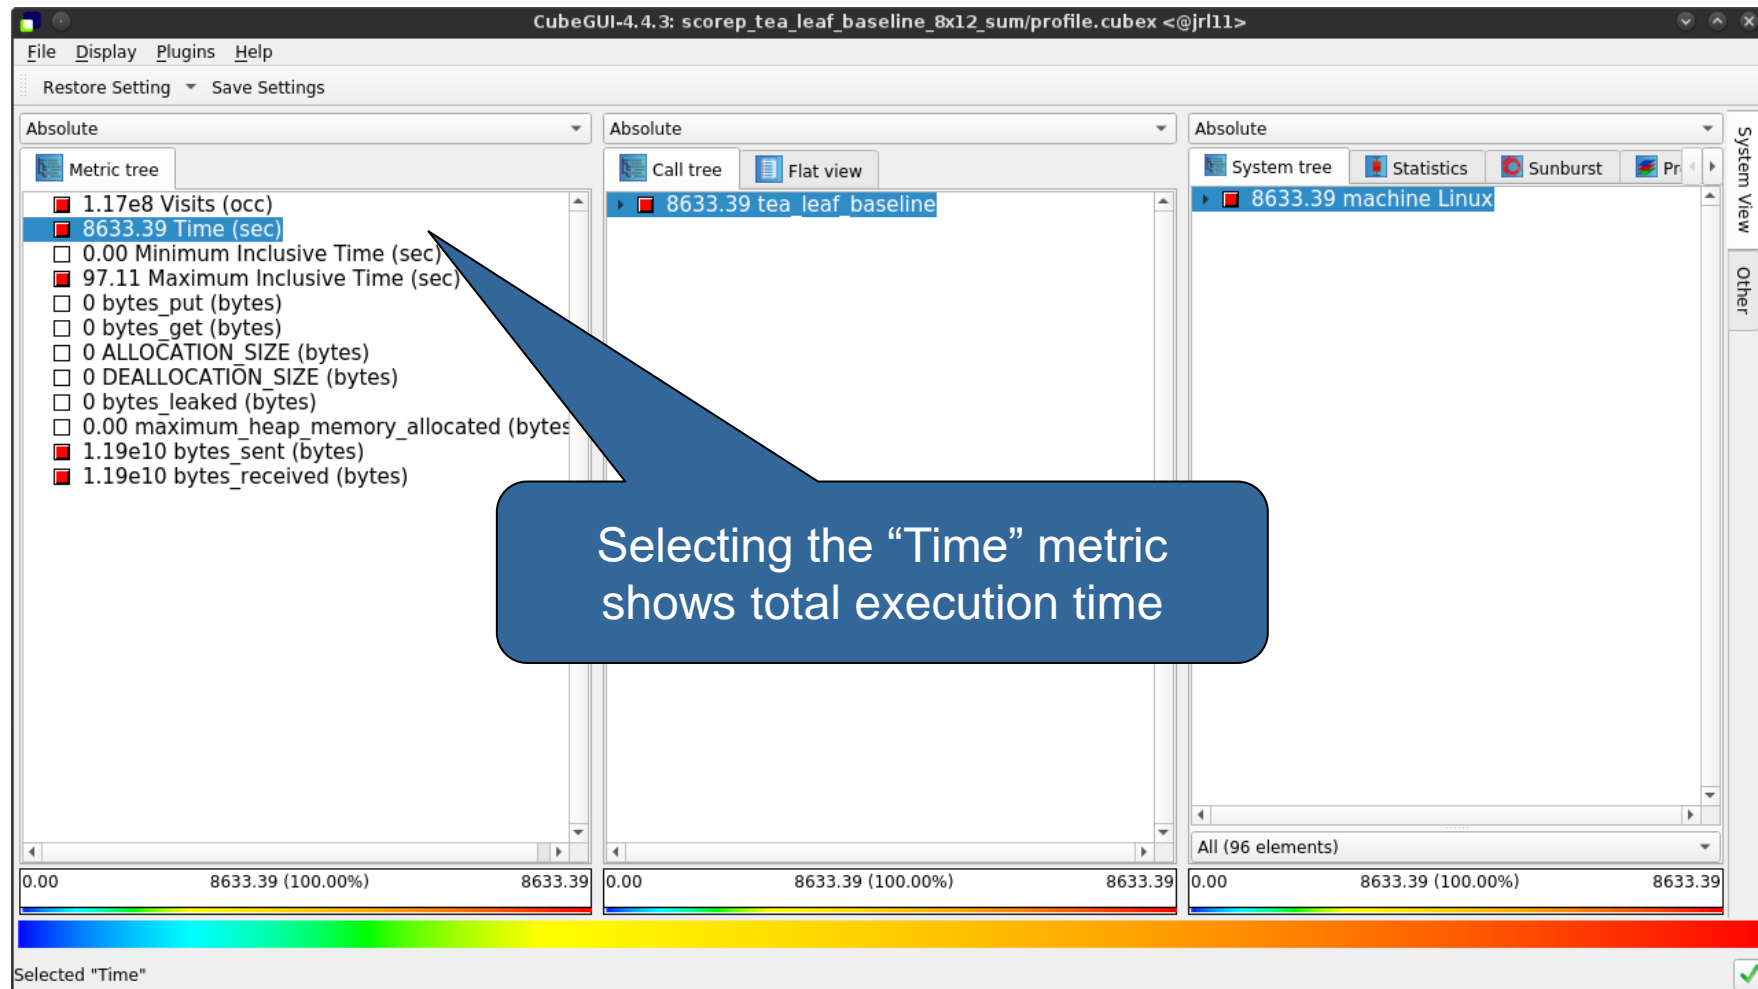 CubeGUI-4.4.3: scorep_tea_leaf_baseline_8x12_sum/profile.cubex <@jrl11>
File Display Plugins Help
Restore Setting Save Settings
Absolute
Metric tree
1.17e8 Visits (occ)
8633.39 Time (sec)
0.00 Minimum Inclusive Time (sec)
97.11 Maximum Inclusive Time (sec)
0 bytes_put (bytes)
0 bytes_get (bytes)
0 ALLOCATION_SIZE (bytes)
0 DEALLOCATION_SIZE (bytes)
0 bytes_leaked (bytes)
0.00 maximum_heap_memory_allocated (bytes
1.19e10 bytes_sent (bytes)
1.19e10 bytes_received (bytes)
0.00 8633.39 (100.00%) 8633.39
Absolute
Call tree Flat view
8633.39 tea_leaf_baseline
0.00 8633.39 (100.00%) 8633.39
Absolute
System tree Statistics Sunburst Pr
8633.39 machine Linux
All (96 elements)
0.00 8633.39 (100.00%) 8633.39
System View
Other
Selecting the “Time” metric
shows total execution time
Selected "Time"